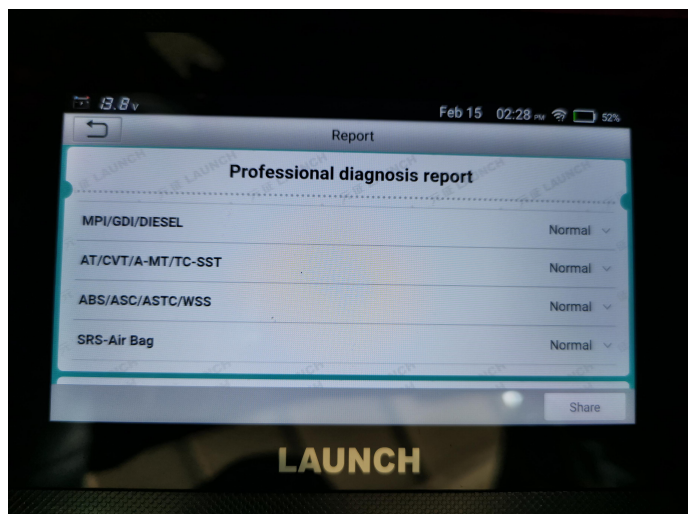 13.8 v Feb 15 02:28 PM 52%
Report
Professional diagnosis report
MPI/GDI/DIESEL Normal
AT/CVT/A-MT/TC-SST Normal
ABS/ASC/ASTC/WSS Normal
SRS-Air Bag Normal
Share
LAUNCH